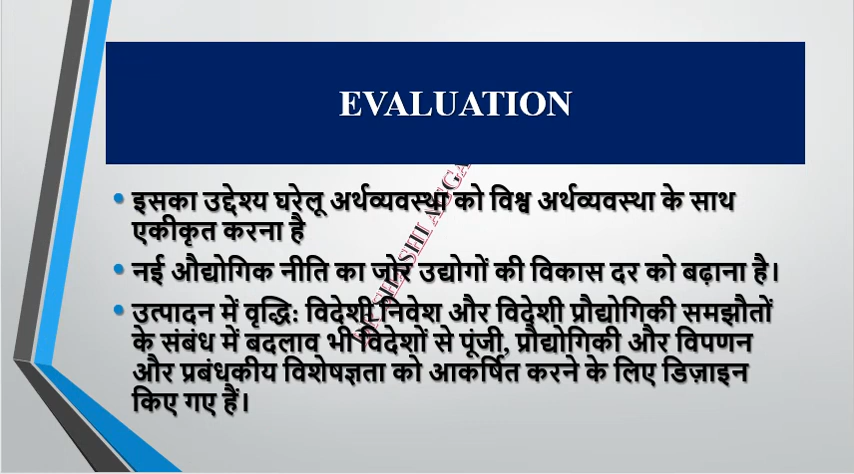 EVALUATION
• इसका उद्देश्य घरेलू अर्थव्यवस्था को विश्व अर्थव्यवस्था के साथ
एकीकृत करना है
• नई औद्योगिक नीति का जोर उद्योगों की विकास दर को बढ़ाना है।
• उत्पादन में वृद्धि: विदेशी निवेश और विदेशी प्रौद्योगिकी समझौतों
के संबंध में बदलाव भी विदेशों से पूंजी, प्रौद्योगिकी और विपणन
और प्रबंधकीय विशेषज्ञता को आकर्षित करने के लिए डिज़ाइन
किए गए हैं।